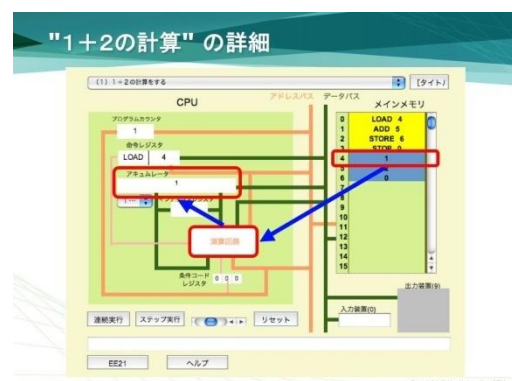 "1＋2の計算" の詳細
(1) 1＋2の計算をする
[タイトル
CPU
アドレスバス
データバス
メインメモリ
プログラムカウンタ
1
命令レジスタ
LOAD 4
アキュムレータ
1
演算回路
条件コード
レジスタ
0 0 0
0 LOAD 4
1 ADD 5
2 STORE 6
3 STOP 0
4 1
5 2
6 0
7
8
9
10
11
12
13
14
15
出力装置(9)
入力装置(0)
連続実行
ステップ実行
リセット
EE21
ヘルプ